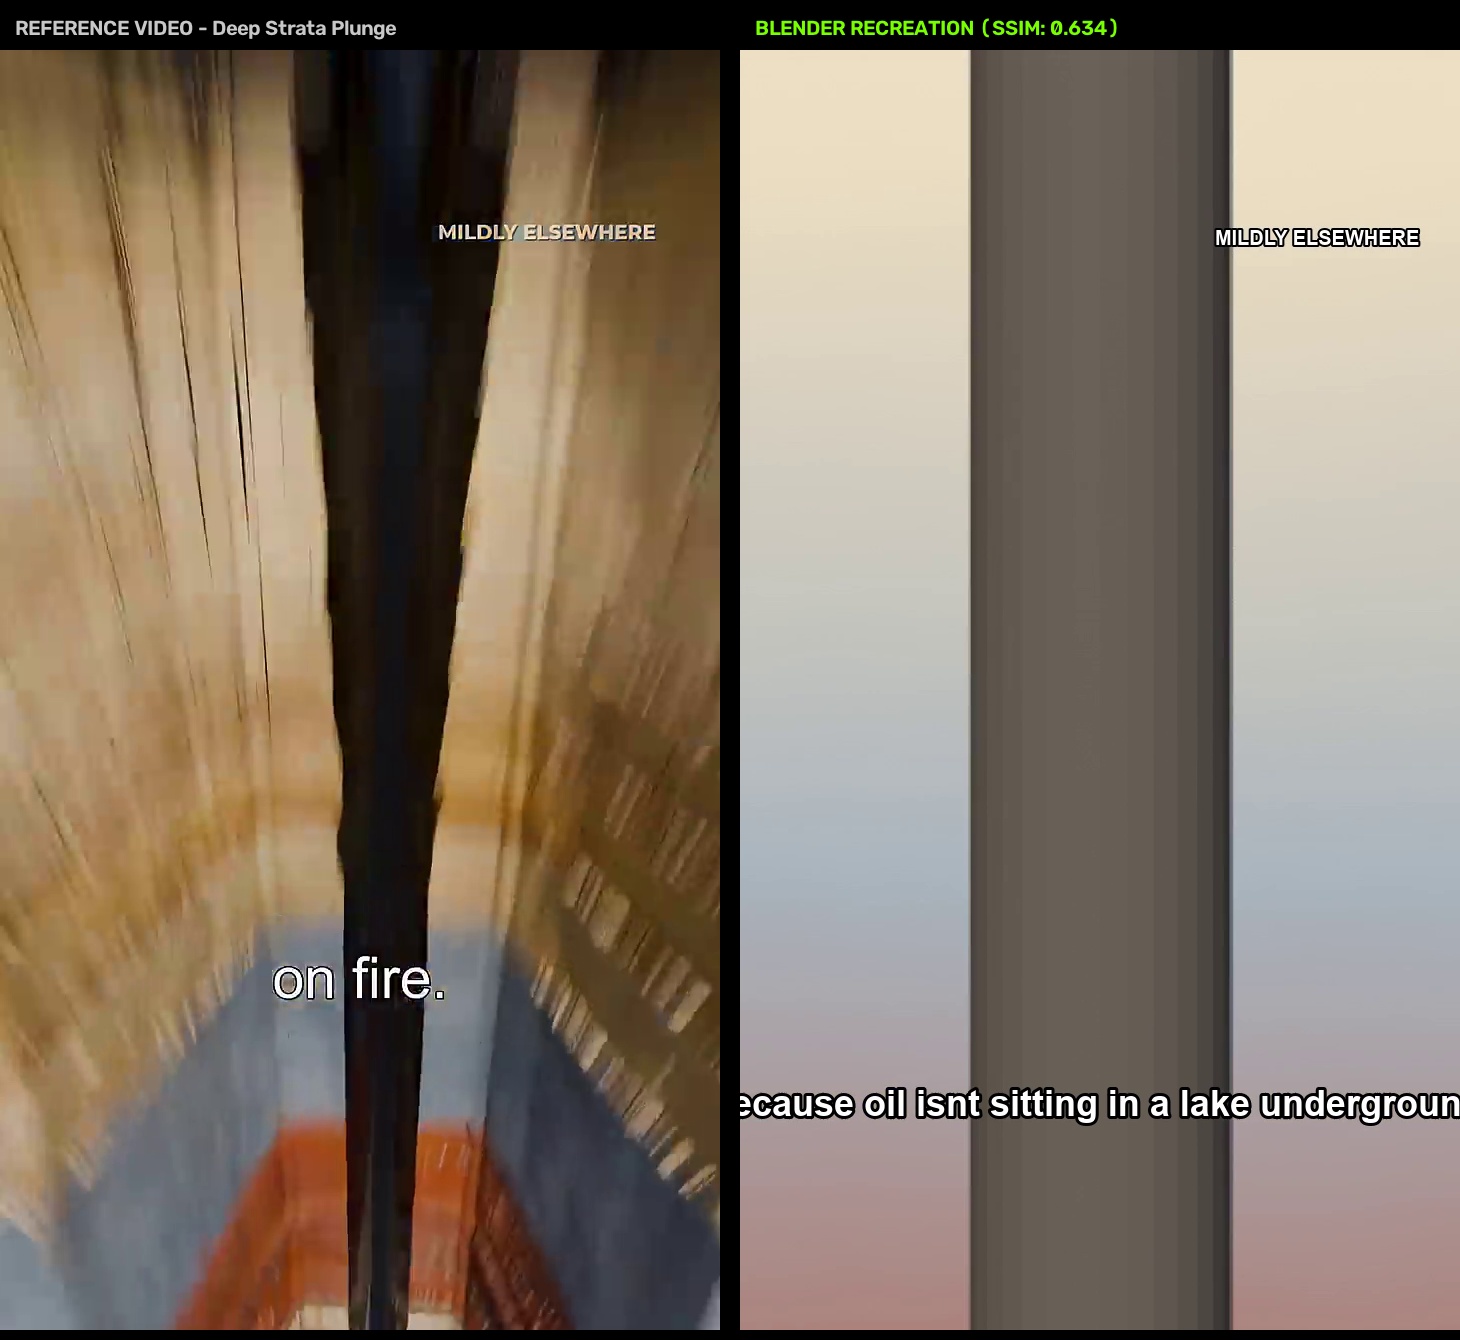 REFERENCE VIDEO - Deep Strata Plunge
BLENDER RECREATION (SSIM: 0.634)
MILDLY ELSEWHERE
MILDLY ELSEWHERE
on fire.
ecause oil isnt sitting in a lake undergroun